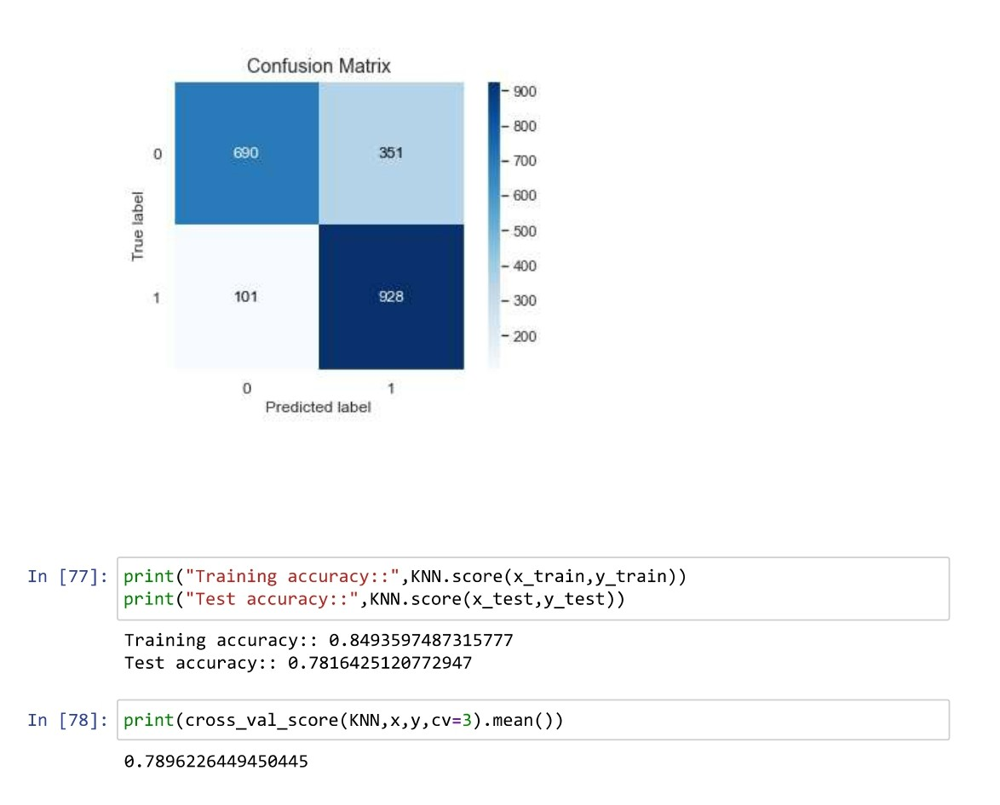 Confusion Matrix
900
800
700
600
500
400
300
200
0
690
351
True label
1
101
928
0
1
Predicted label
In [77]:
print("Training accuracy::",KNN.score(x_train,y_train))
print("Test accuracy::",KNN.score(x_test,y_test))
Training accuracy:: 0.8493597487315777
Test accuracy:: 0.7816425120772947
In [78]:
print(cross_val_score(KNN,x,y,cv=3).mean())
0.7896226449450445